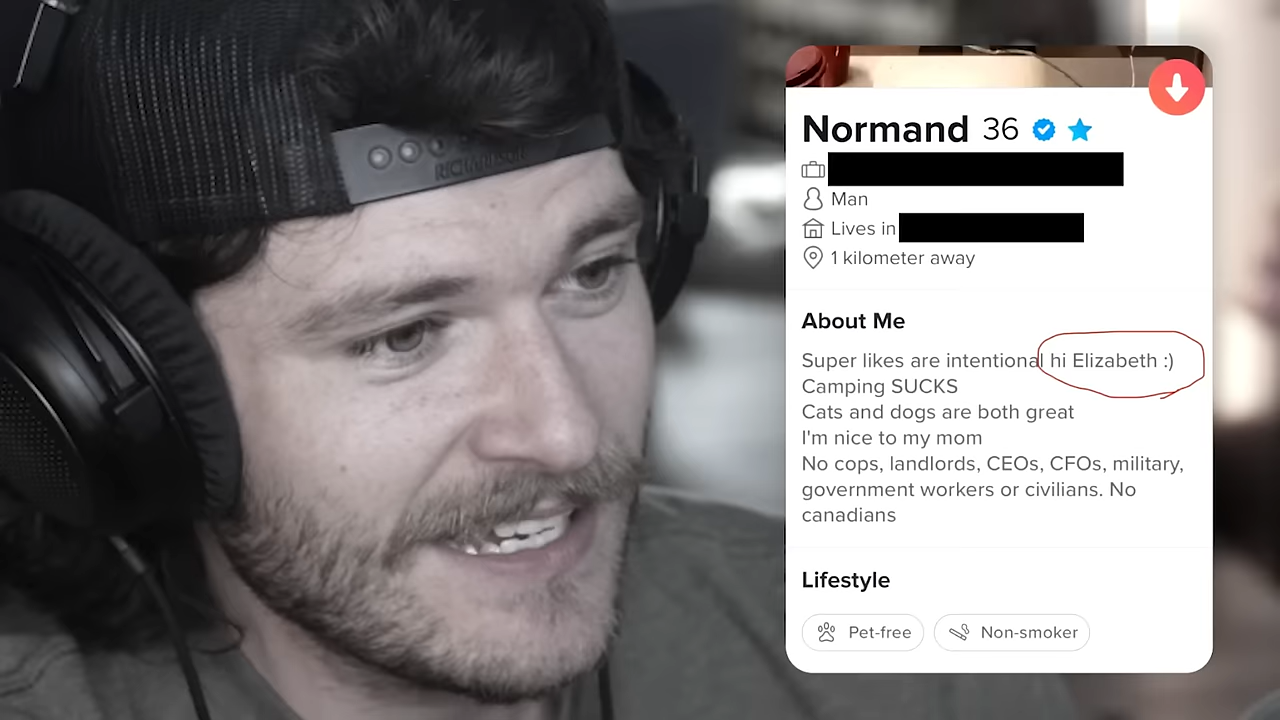 RICHARDSON
Normand 36
Man
Lives in
1 kilometer away
About Me
Super likes are intentional hi Elizabeth :)
Camping SUCKS
Cats and dogs are both great
I'm nice to my mom
No cops, landlords, CEOs, CFOs, military,
government workers or civilians. No
canadians
Lifestyle
Pet-free
Non-smoker